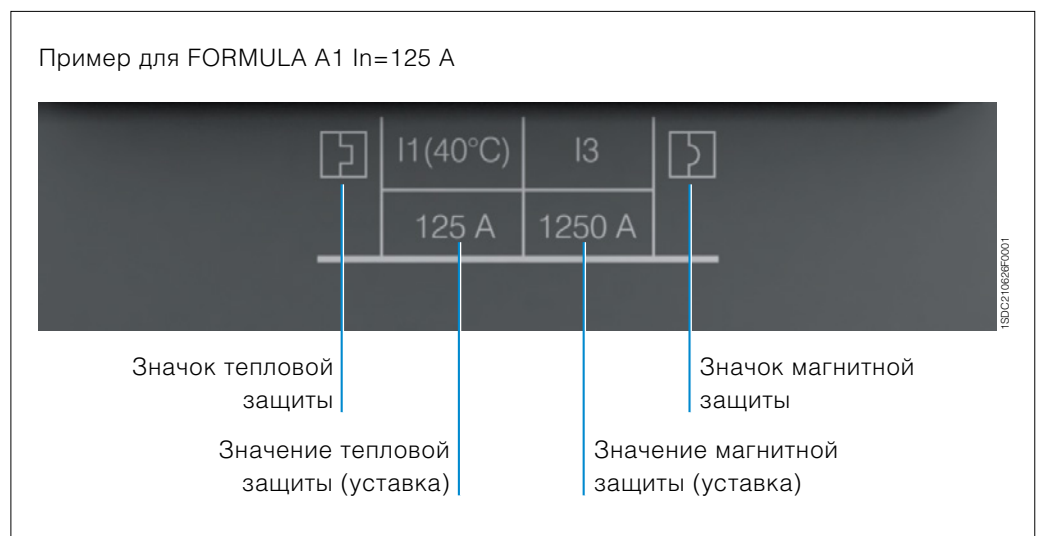 Пример для FORMULA A1 In=125 A
I1(40°C) I3
125 A 1250 A
1SDC210626F0001
Значок тепловой
защиты
Значок магнитной
защиты
Значение тепловой
защиты (уставка)
Значение магнитной
защиты (уставка)